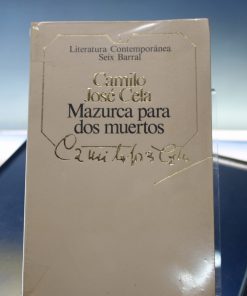 Literatura Contemporánea
Seix Barral
Camilo
José Cela
Mazurca para
dos muertos
Camilo José Cela